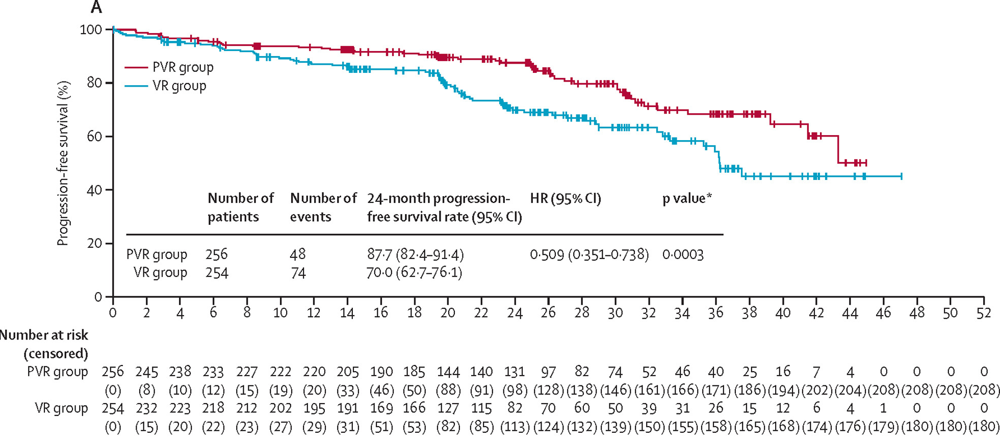 A
100
80
60
40
20
0
Progression-free survival (%)
PVR group
VR group
Number of patients
Number of events
24-month progression-free survival rate (95% CI)
HR (95% CI)
p value*
PVR group 256 48 87·7 (82·4–91·4) 0·509 (0·351–0·738) 0·0003
VR group 254 74 70·0 (62·7–76·1)
0 2 4 6 8 10 12 14 16 18 20 22 24 26 28 30 32 34 36 38 40 42 44 46 48 50 52
Number at risk
(censored)
PVR group 256 245 238 233 227 222 220 205 190 185 144 140 131 97 82 74 52 46 40 25 16 7 4 0 0 0 0
(0) (8) (10) (12) (15) (19) (20) (33) (46) (50) (88) (91) (98) (128) (138) (146) (161) (166) (171) (186) (194) (202) (204) (208) (208) (208) (208)
VR group 254 232 223 218 212 202 195 191 169 166 127 115 82 70 60 50 39 31 26 15 12 6 4 1 0 0 0
(0) (15) (20) (22) (23) (27) (29) (31) (51) (53) (82) (85) (113) (124) (132) (139) (150) (155) (158) (165) (168) (174) (176) (179) (180) (180) (180)